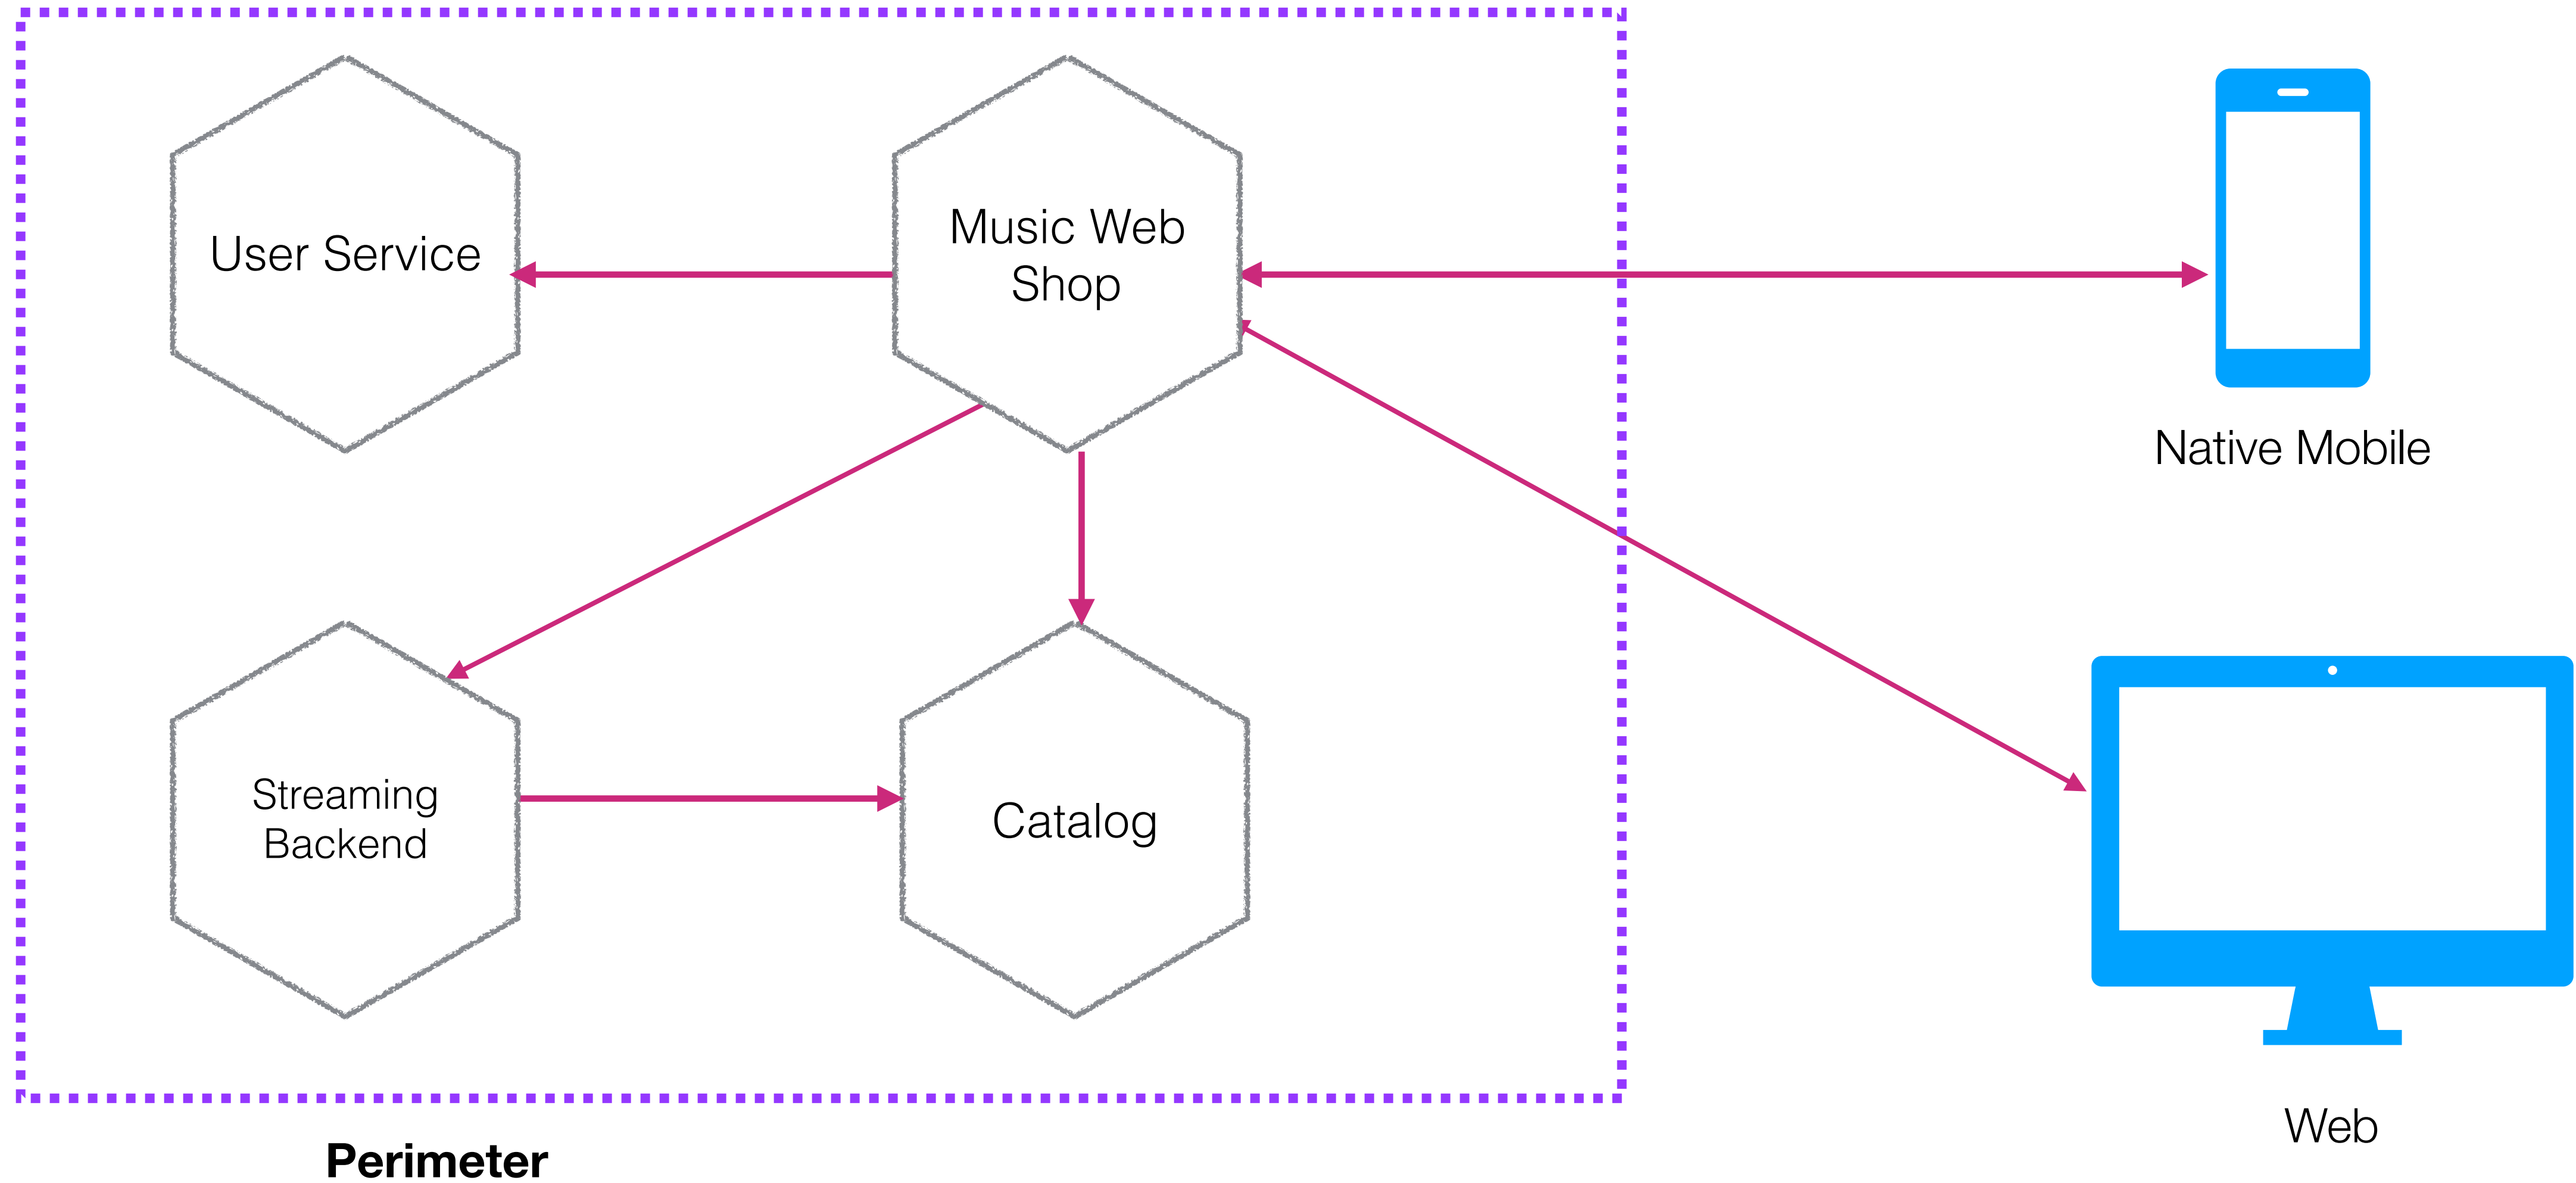 User Service
Music Web
Shop
Native Mobile
Streaming
Backend
Catalog
Web
Perimeter